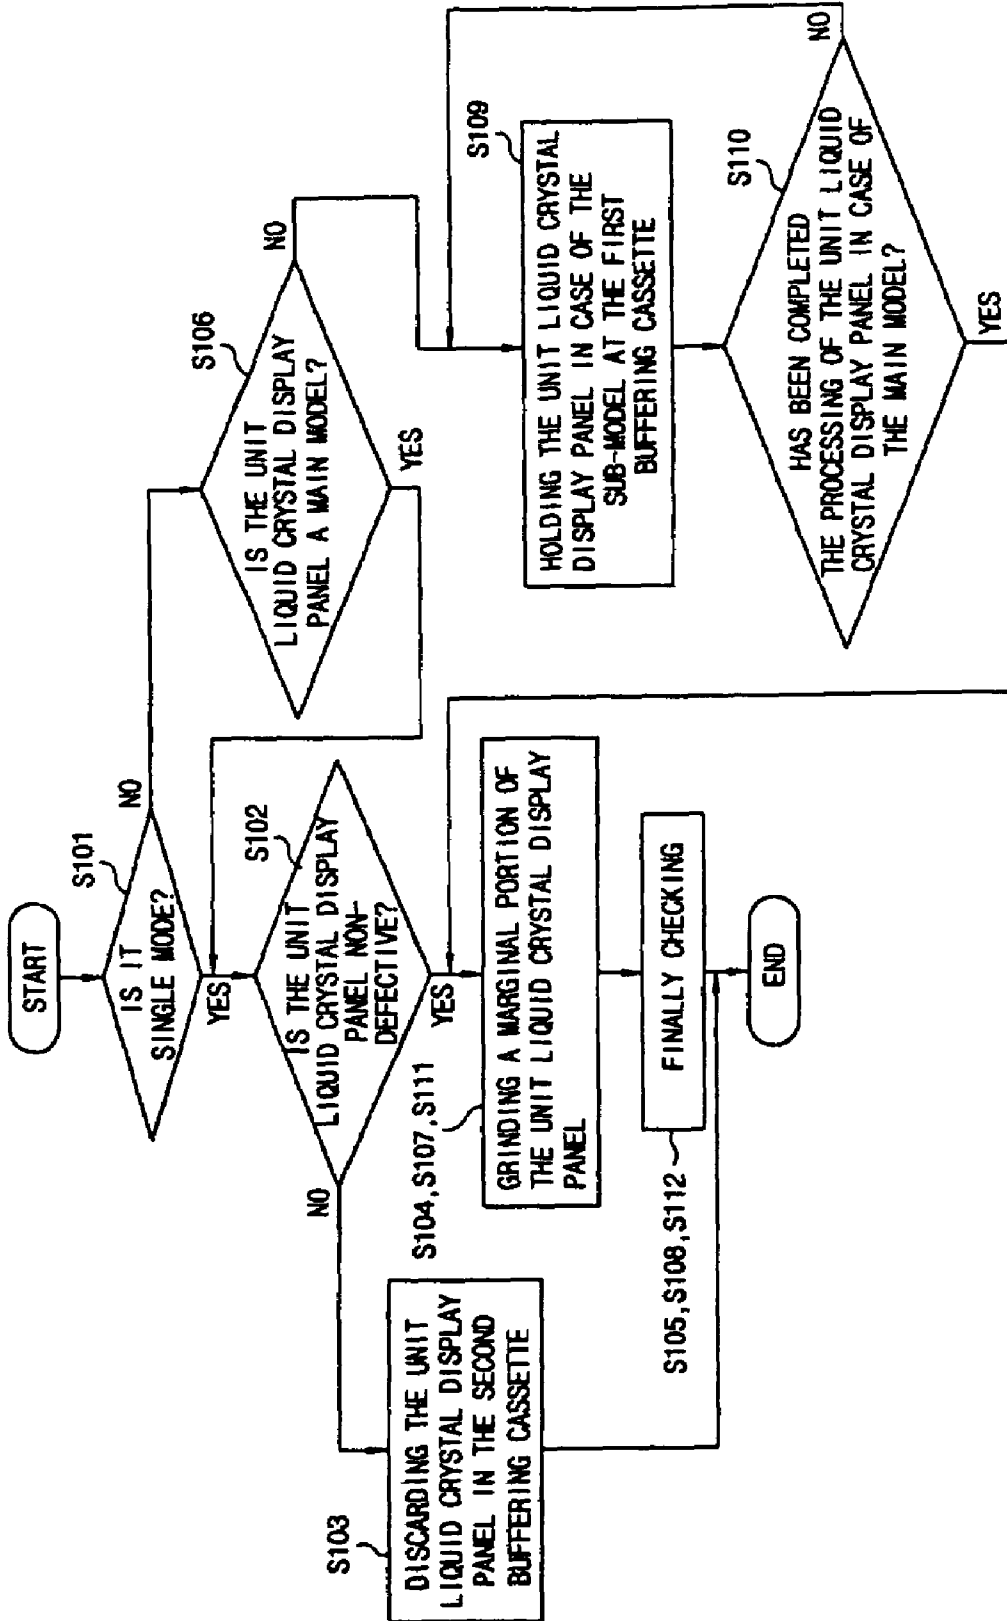 START
S101
IS IT
SINGLE MODE?
NO
YES
S102
IS THE UNIT
LIQUID CRYSTAL DISPLAY
PANEL NON-
DEFECTIVE?
NO
YES
S103
DISCARDING THE UNIT
LIQUID CRYSTAL DISPLAY
PANEL IN THE SECOND
BUFFERING CASSETTE
S104,S107,S111
GRINDING A MARGINAL PORTION OF
THE UNIT LIQUID CRYSTAL DISPLAY
PANEL
S105,S108,S112
FINALLY CHECKING
END
S106
IS THE UNIT
LIQUID CRYSTAL DISPLAY
PANEL A MAIN MODEL?
NO
YES
S109
HOLDING THE UNIT LIQUID CRYSTAL
DISPLAY PANEL IN CASE OF THE
SUB-MODEL AT THE FIRST
BUFFERING CASSETTE
S110
HAS BEEN COMPLETED
THE PROCESSING OF THE UNIT LIQUID
CRYSTAL DISPLAY PANEL IN CASE OF
THE MAIN MODEL?
NO
YES